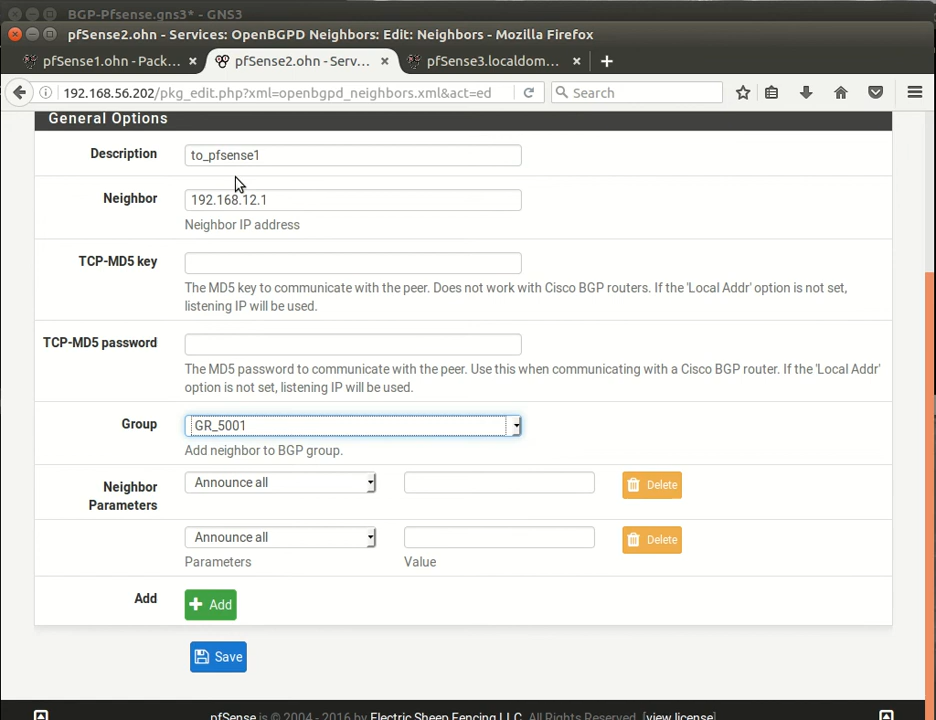 BGP-Pfsense.gns3* - GNS3
pfSense2.ohn - Services: OpenBGPD Neighbors: Edit: Neighbors - Mozilla Firefox
pfSense1.ohn - Pack... × pfSense2.ohn - Serv... × pfSense3.localdom... × +
192.168.56.202/pkg_edit.php?xml=openbgpd_neighbors.xml&act=ed Search
General Options
Description to_pfsense1
Neighbor 192.168.12.1
Neighbor IP address
TCP-MD5 key
The MD5 key to communicate with the peer. Does not work with Cisco BGP routers. If the 'Local Addr' option is not set,
listening IP will be used.
TCP-MD5 password
The MD5 password to communicate with the peer. Use this when communicating with a Cisco BGP router. If the 'Local Addr'
option is not set, listening IP will be used.
Group GR_5001
Add neighbor to BGP group.
Neighbor Announce all Delete
Parameters
Announce all Delete
Parameters Value
Add + Add
Save
pfSense is © 2004 - 2016 by Electric Sheep Fencing LLC. All Rights Reserved. [view license]